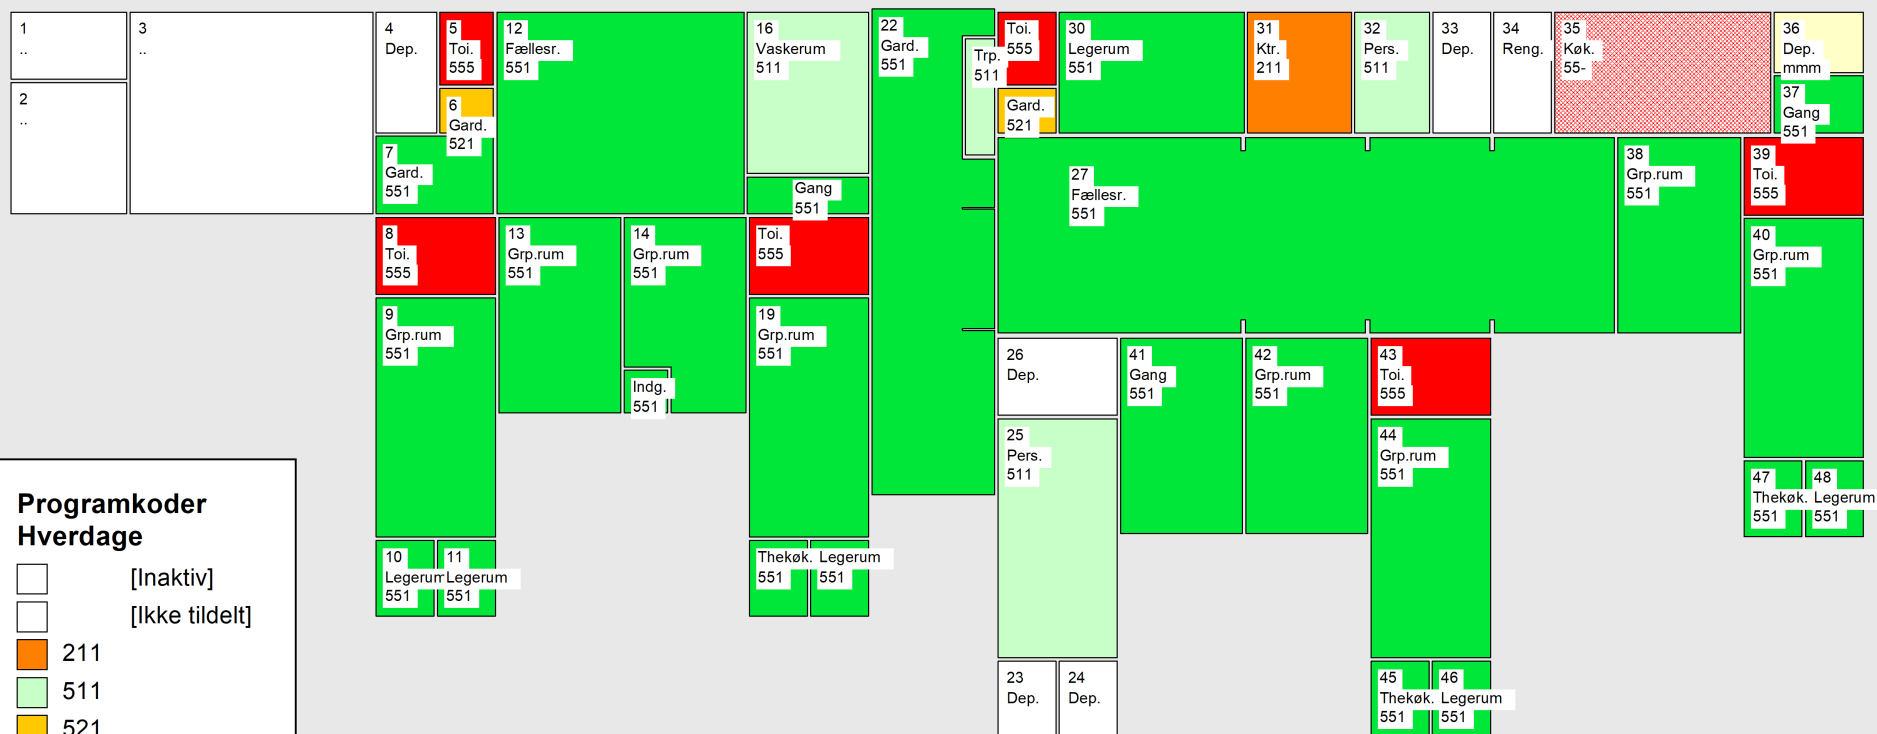 1
..
2
..
3
..
4
Dep.
5
Toi.
555
6
Gard.
521
7
Gard.
551
8
Toi.
555
9
Grp.rum
551
10
Legerum
551
11
Legerum
551
12
Fællesr.
551
13
Grp.rum
551
14
Grp.rum
551
Indg.
551
16
Vaskerum
511
Gang
551
Toi.
555
19
Grp.rum
551
Thekøk.
551
Legerum
551
22
Gard.
551
Trp.
511
Toi.
555
Gard.
521
30
Legerum
551
31
Ktr.
211
32
Pers.
511
33
Dep.
34
Reng.
35
Køk.
55-
36
Dep.
mmm
37
Gang
551
27
Fællesr.
551
38
Grp.rum
551
39
Toi.
555
40
Grp.rum
551
47
Thekøk.
551
48
Legerum
551
26
Dep.
25
Pers.
511
23
Dep.
24
Dep.
41
Gang
551
42
Grp.rum
551
43
Toi.
555
44
Grp.rum
551
45
Thekøk.
551
46
Legerum
551
Programkoder
Hverdage
[Inaktiv]
[Ikke tildelt]
211
511
521